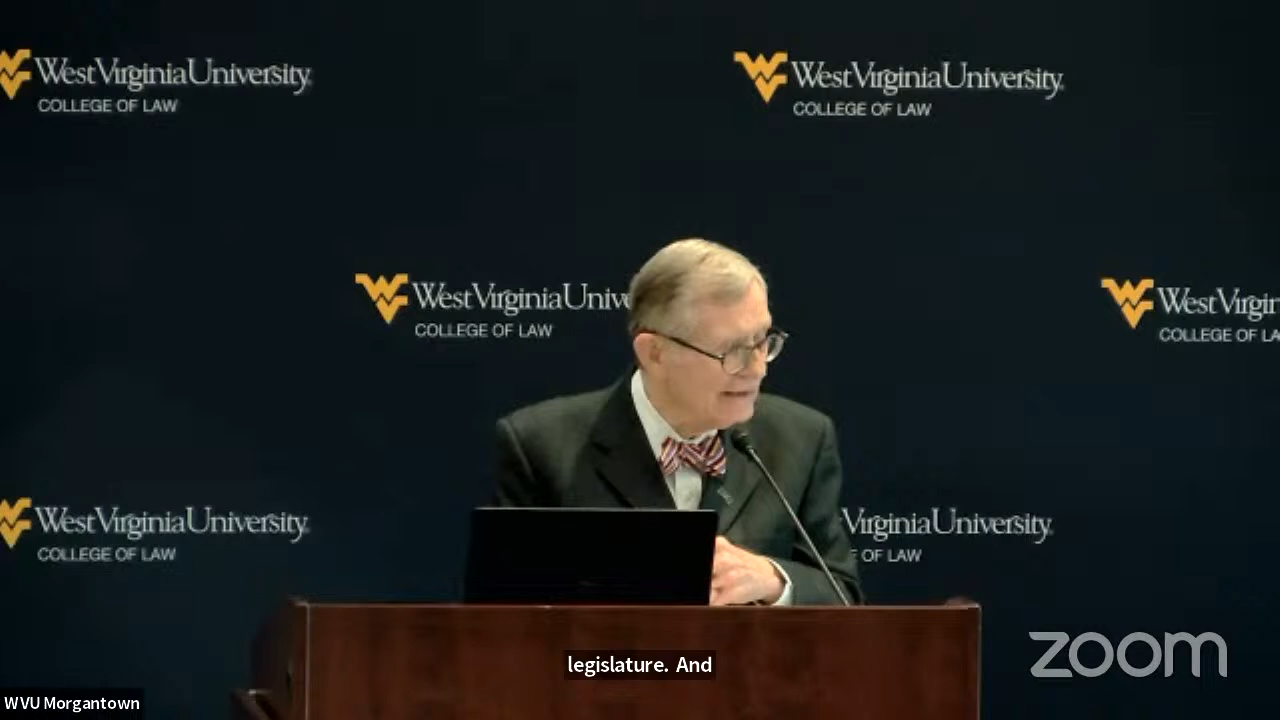 West Virginia University
COLLEGE OF LAW
West Virginia University
COLLEGE OF LAW
West Virginia Univ
COLLEGE OF LAW
West Virgin
COLLEGE OF LA
West Virginia University
COLLEGE OF LAW
Virginia University
OF LAW
zoom
legislature. And
WVU Morgantown